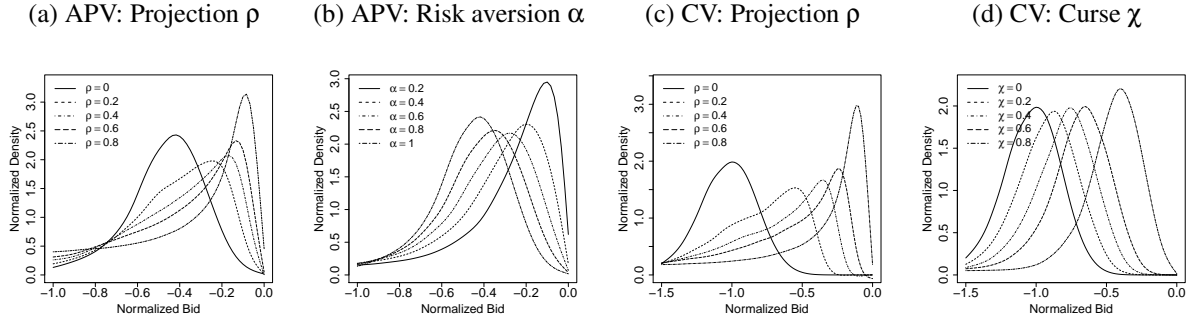 (a) APV: Projection ρ
(b) APV: Risk aversion α
(c) CV: Projection ρ
(d) CV: Curse χ
Normalized Density
0.0 0.5 1.0 1.5 2.0 2.5 3.0
ρ = 0
ρ = 0.2
ρ = 0.4
ρ = 0.6
ρ = 0.8
−1.0 −0.8 −0.6 −0.4 −0.2 0.0
Normalized Bid
Normalized Density
0.0 0.5 1.0 1.5 2.0 2.5 3.0
α = 0.2
α = 0.4
α = 0.6
α = 0.8
α = 1
−1.0 −0.8 −0.6 −0.4 −0.2 0.0
Normalized Bid
Normalized Density
0.0 0.5 1.0 1.5 2.0 2.5 3.0
ρ = 0
ρ = 0.2
ρ = 0.4
ρ = 0.6
ρ = 0.8
−1.5 −1.0 −0.5 0.0
Normalized Bid
Normalized Density
0.0 0.5 1.0 1.5 2.0
χ = 0
χ = 0.2
χ = 0.4
χ = 0.6
χ = 0.8
−1.5 −1.0 −0.5 0.0
Normalized Bid